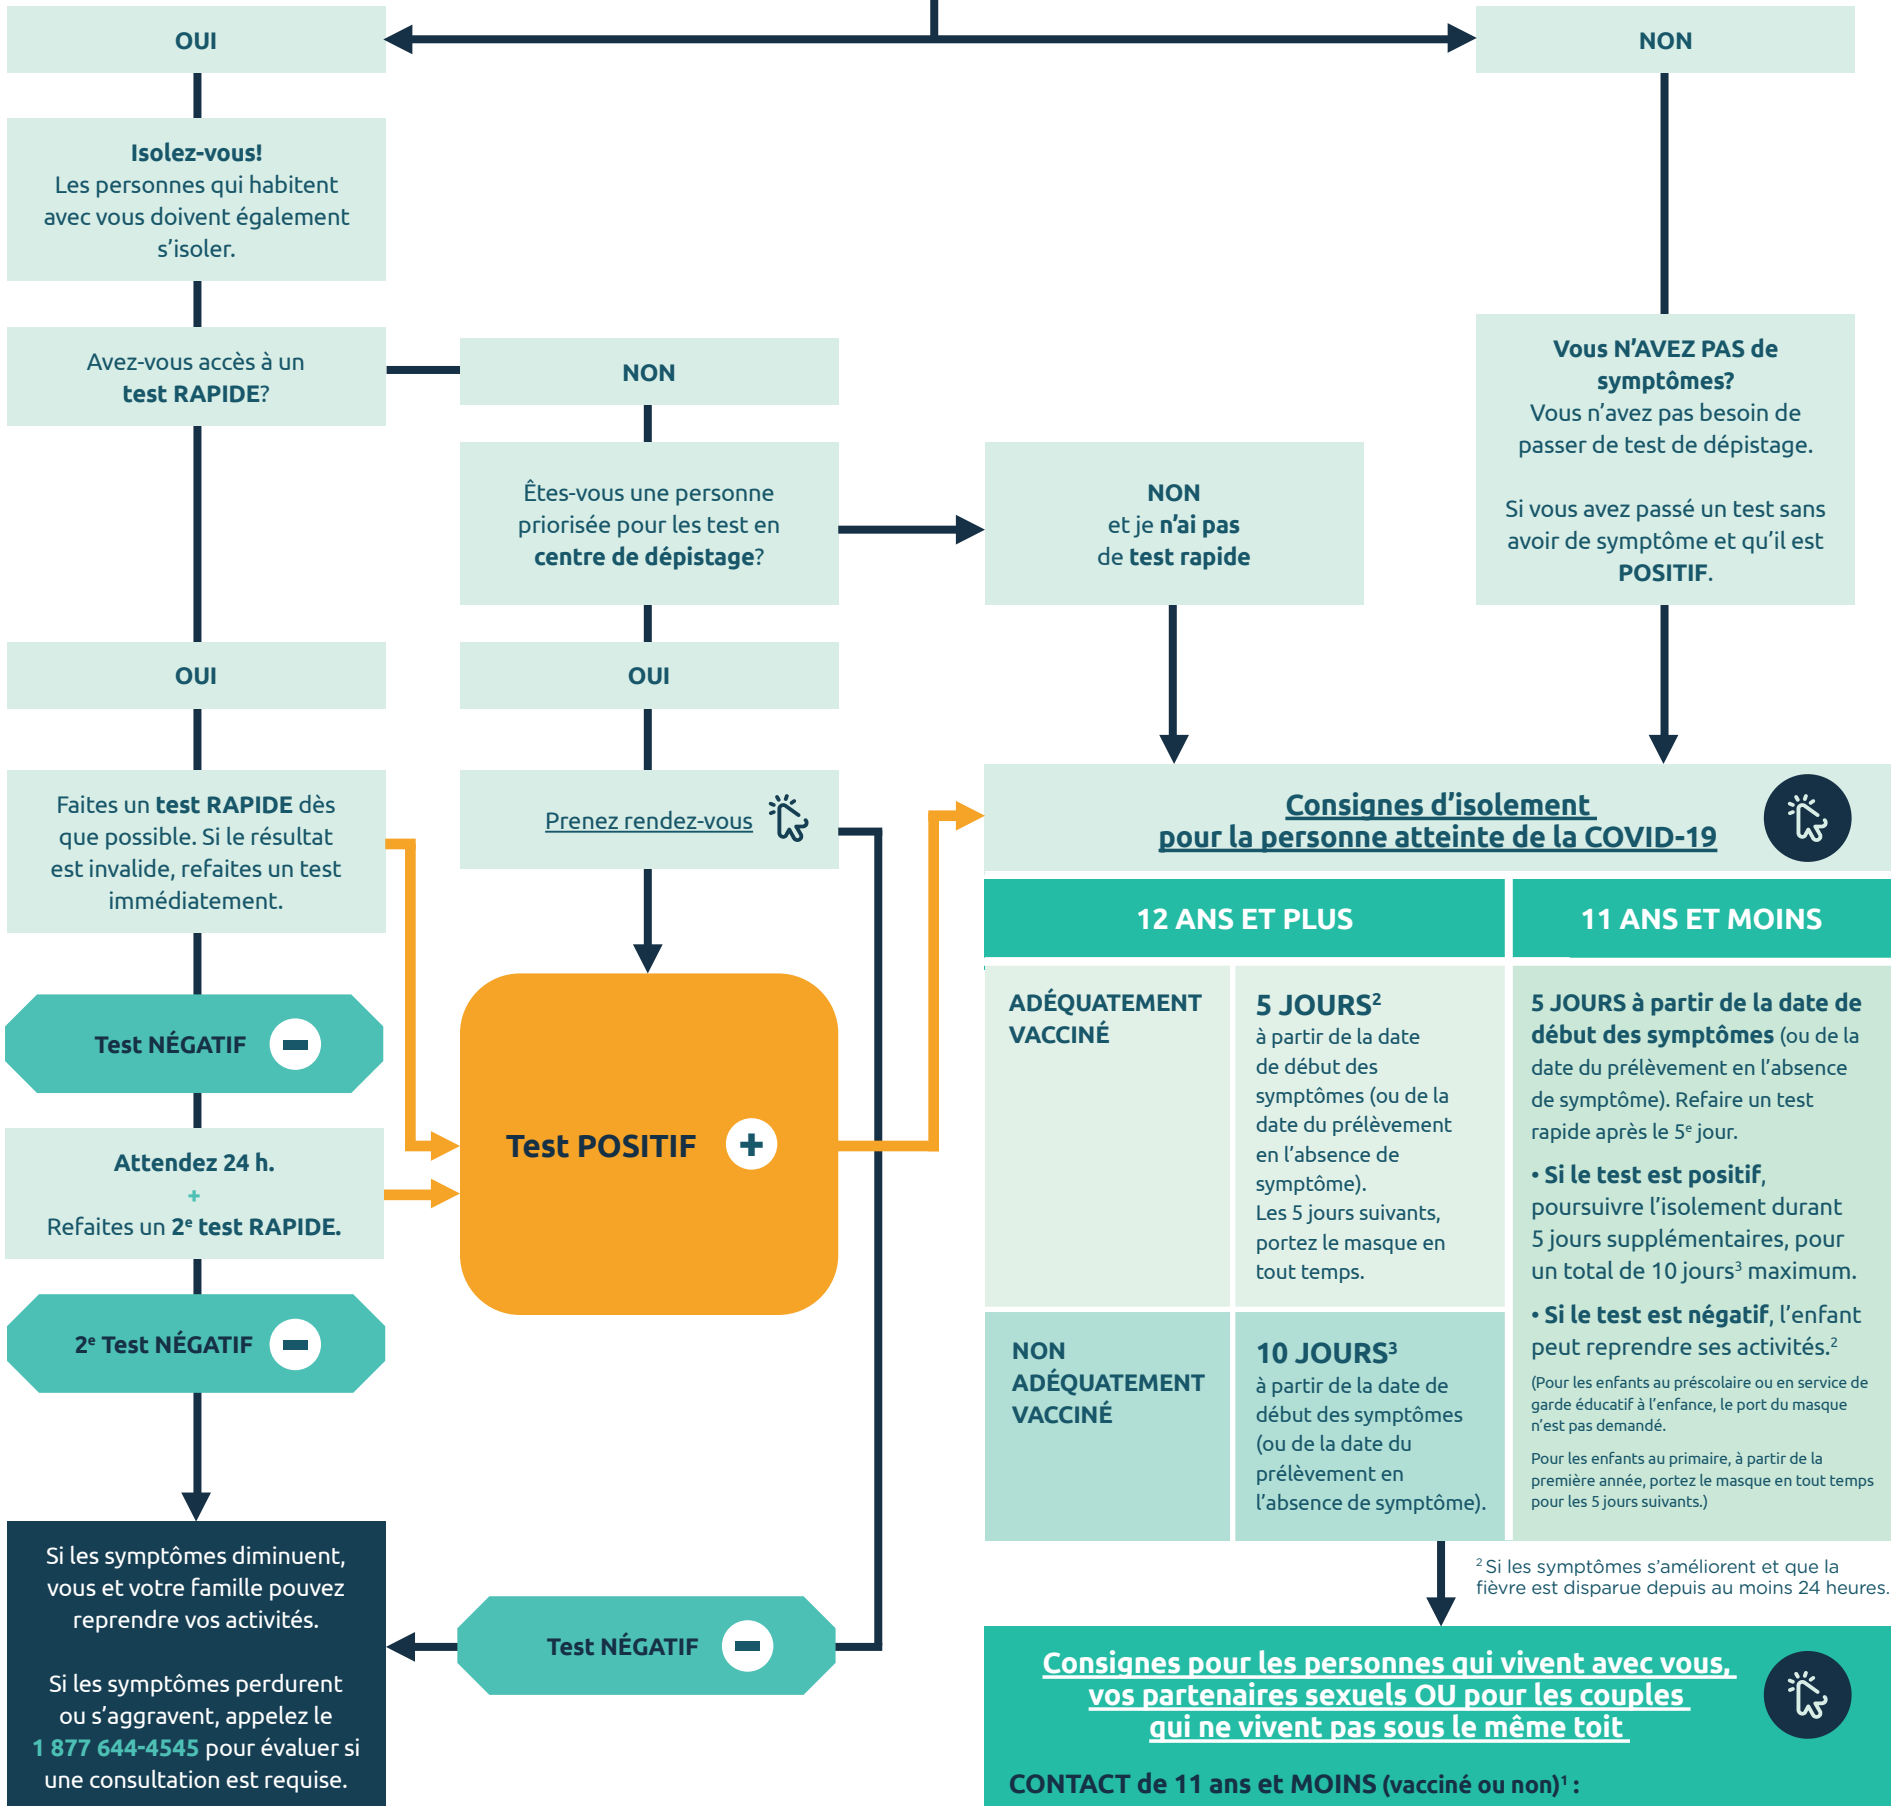 OUI
NON
Isolez-vous!
Les personnes qui habitent
avec vous doivent également
s’isoler.
Avez-vous accès à un
test RAPIDE?
NON
Vous N’AVEZ PAS de
symptômes?
Vous n’avez pas besoin de
passer de test de dépistage.
Si vous avez passé un test sans
avoir de symptôme et qu’il est
POSITIF.
Êtes-vous une personne
priorisée pour les test en
centre de dépistage?
NON
et je n’ai pas
de test rapide
OUI
OUI
Faites un test RAPIDE dès
que possible. Si le résultat
est invalide, refaites un test
immédiatement.
Prenez rendez-vous
Test NÉGATIF
Attendez 24 h.
+
Refaites un 2e test RAPIDE.
2e Test NÉGATIF
Test POSITIF
Si les symptômes diminuent,
vous et votre famille pouvez
reprendre vos activités.
Si les symptômes perdurent
ou s’aggravent, appelez le
1 877 644-4545 pour évaluer si
une consultation est requise.
Test NÉGATIF
Consignes d’isolement
pour la personne atteinte de la COVID-19
12 ANS ET PLUS
11 ANS ET MOINS
ADÉQUATEMENT
VACCINÉ
5 JOURS²
à partir de la date
de début des
symptômes (ou de la
date du prélèvement
en l’absence de
symptôme).
Les 5 jours suivants,
portez le masque en
tout temps.
NON
ADÉQUATEMENT
VACCINÉ
10 JOURS³
à partir de la date de
début des symptômes
(ou de la date du
prélèvement en
l’absence de symptôme).
5 JOURS à partir de la date de
début des symptômes (ou de la
date du prélèvement en l’absence
de symptôme). Refaire un test
rapide après le 5e jour.
• Si le test est positif,
poursuivre l’isolement durant
5 jours supplémentaires, pour
un total de 10 jours³ maximum.
• Si le test est négatif, l’enfant
peut reprendre ses activités.²
(Pour les enfants au préscolaire ou en service de
garde éducatif à l’enfance, le port du masque
n’est pas demandé.
Pour les enfants au primaire, à partir de la
première année, portez le masque en tout temps
pour les 5 jours suivants.)
² Si les symptômes s’améliorent et que la
fièvre est disparue depuis au moins 24 heures.
Consignes pour les personnes qui vivent avec vous,
vos partenaires sexuels OU pour les couples
qui ne vivent pas sous le même toit
CONTACT de 11 ans et MOINS (vacciné ou non)¹ :